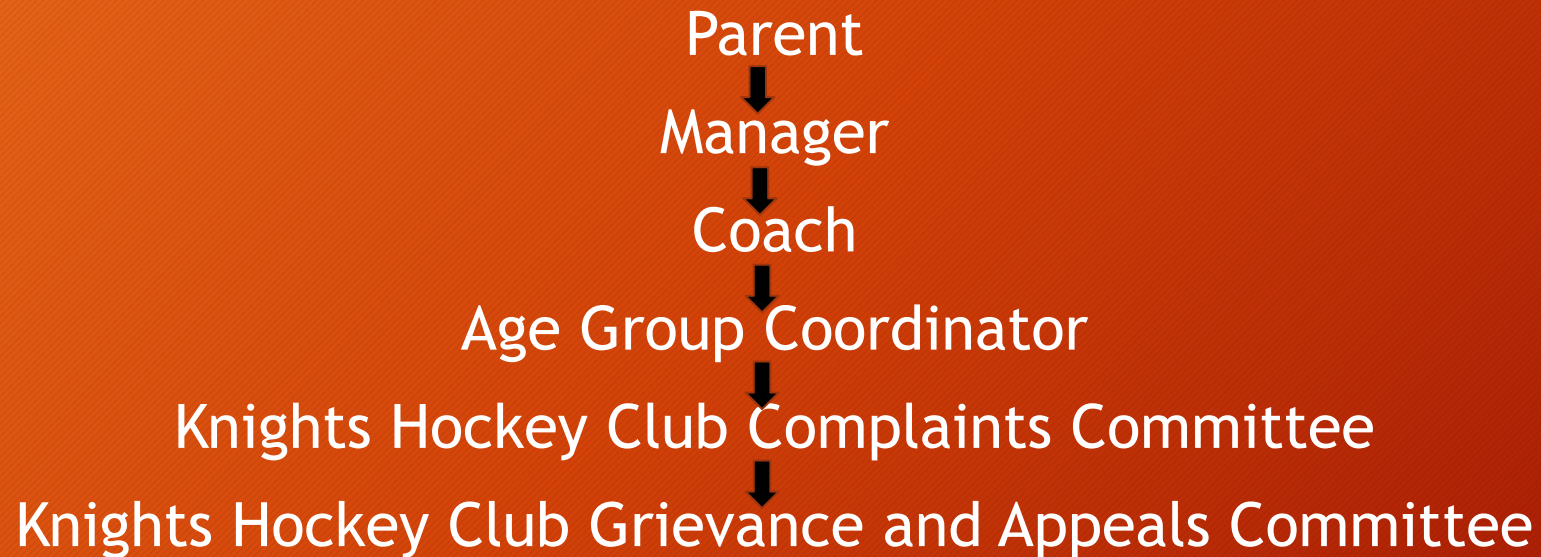 Parent
Manager
Coach
Age Group Coordinator
Knights Hockey Club Complaints Committee
Knights Hockey Club Grievance and Appeals Committee